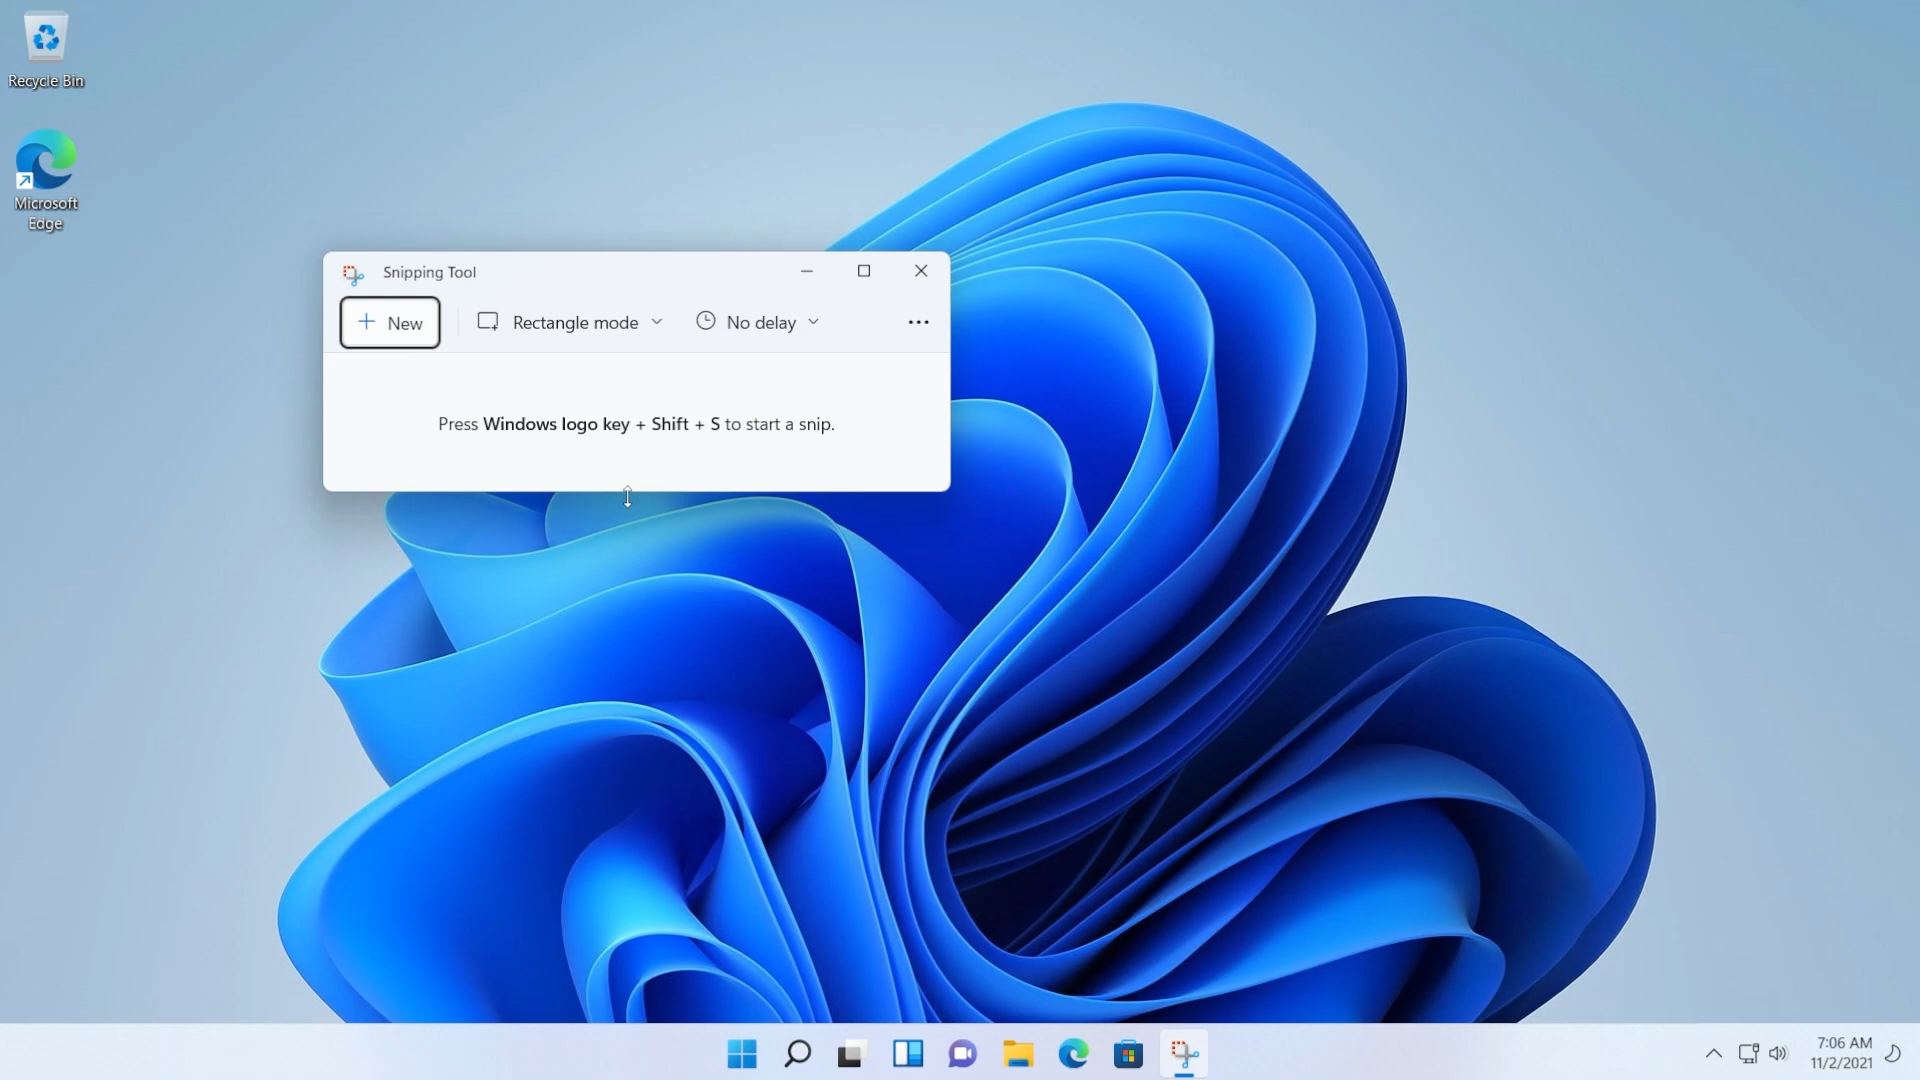 Recycle Bin
Microsoft
Edge
Snipping Tool
New
Rectangle mode
No delay
Press Windows logo key + Shift + S to start a snip.
7:06 AM
11/2/2021